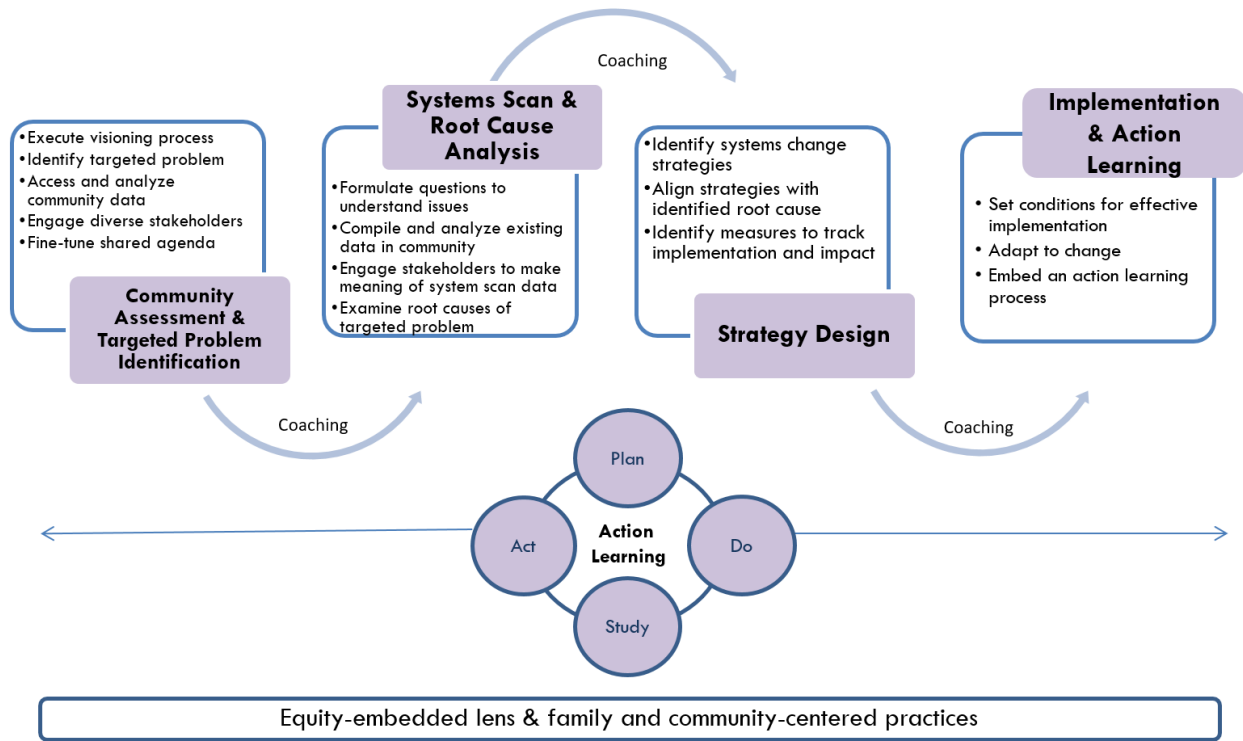 •Execute visioning process
•Identify targeted problem
•Access and analyze
community data
•Engage diverse stakeholders
•Fine-tune shared agenda
Community
Assessment &
Targeted Problem
Identification
Coaching
Systems Scan &
Root Cause
Analysis
•Formulate questions to
understand issues
•Compile and analyze existing
data in community
•Engage stakeholders to make
meaning of system scan data
•Examine root causes of
targeted problem
Coaching
•Identify systems change
strategies
•Align strategies with
identified root cause
•Identify measures to track
implementation and impact
Strategy Design
Coaching
Implementation
& Action
Learning
• Set conditions for effective
implementation
• Adapt to change
• Embed an action learning
process
Plan
Act
Action
Learning
Do
Study
Equity-embedded lens & family and community-centered practices